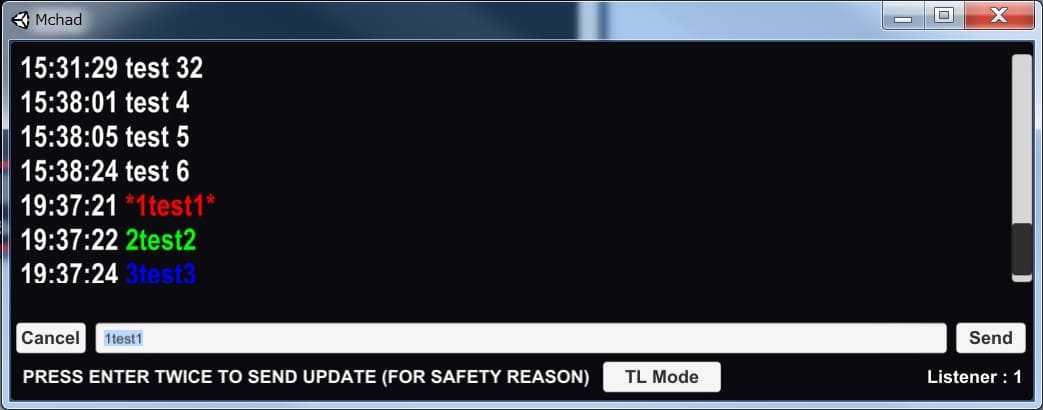 Mchad
15:31:29 test 32
15:38:01 test 4
15:38:05 test 5
15:38:24 test 6
19:37:21 *1test1*
19:37:22 2test2
19:37:24 3test3
Cancel 1test1 Send
PRESS ENTER TWICE TO SEND UPDATE (FOR SAFETY REASON) TL Mode Listener : 1